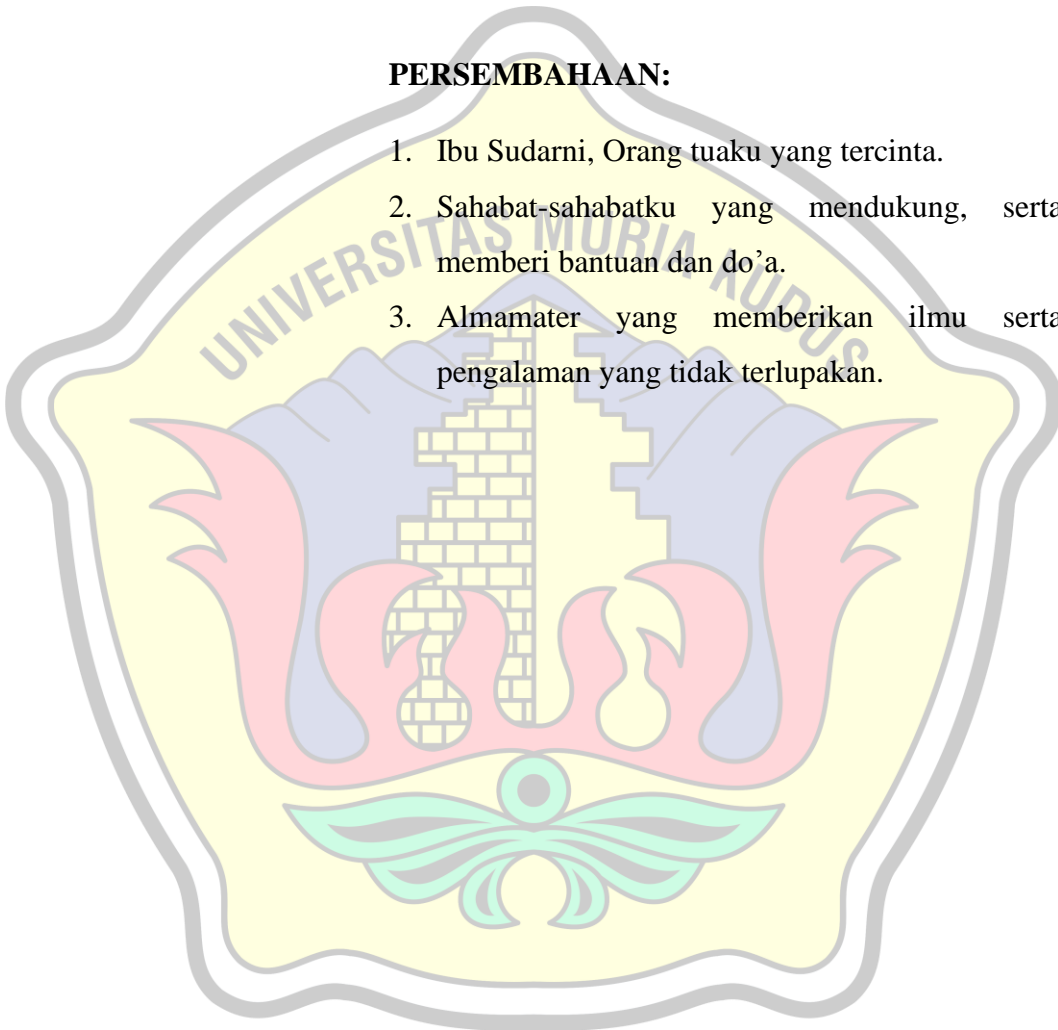 PERSEMBAHAAN:
1. Ibu Sudarni, Orang tuaku yang tercinta.
2. Sahabat-sahabatku yang mendukung, serta
memberi bantuan dan do’a.
UNIVERSITAS MURIA KUDUS
3. Almamater yang memberikan ilmu serta
pengalaman yang tidak terlupakan.